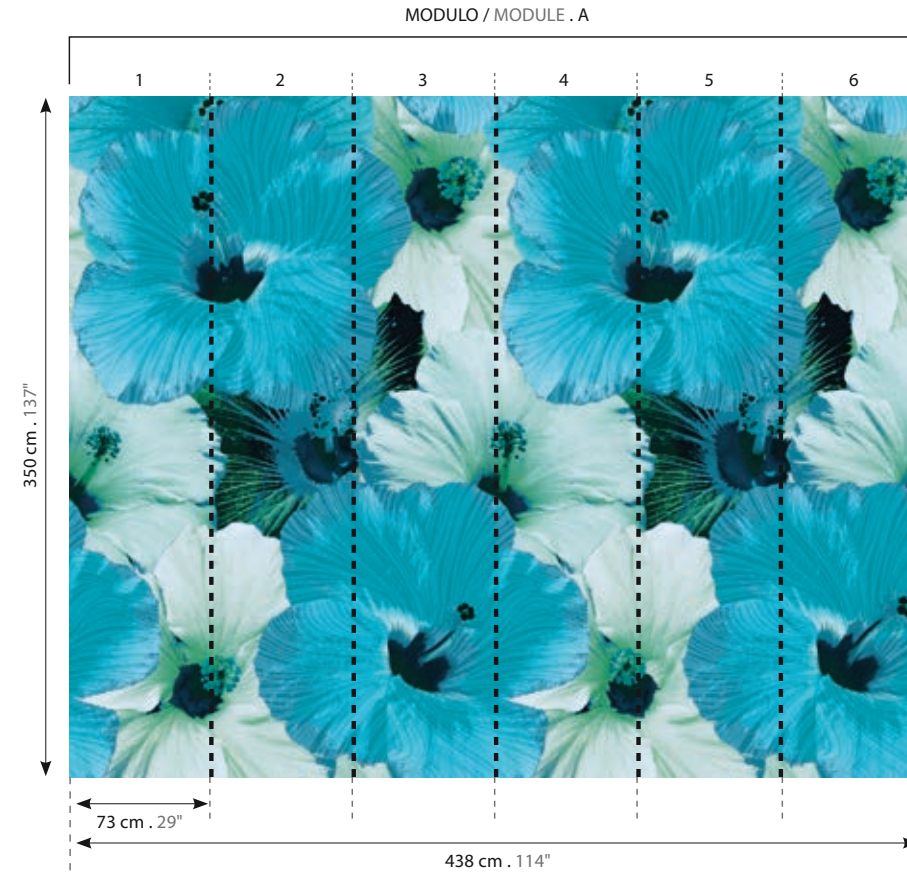 MODULO / MODULE . A
1 2 3 4 5 6
350 cm . 137"
73 cm . 29"
438 cm . 114"